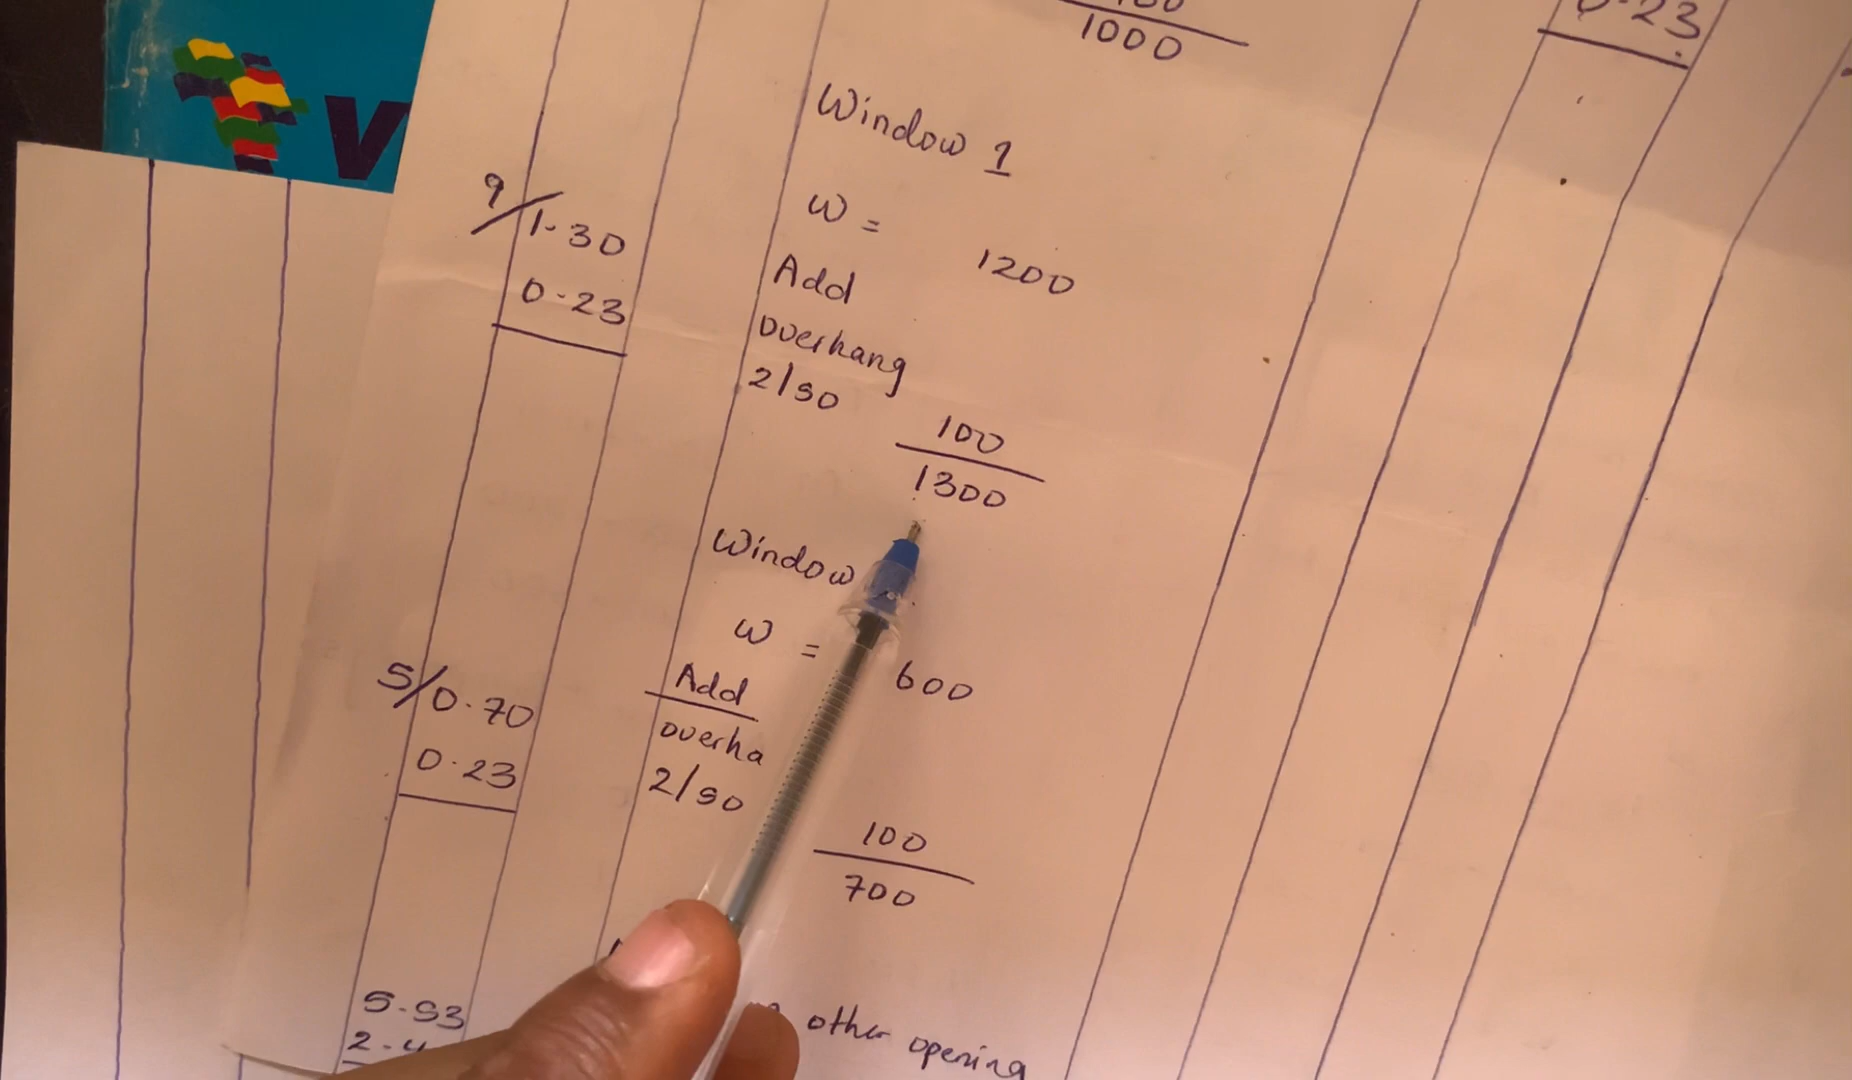 1000
0.23
V
Window 1
9/1.30
0.23
W =
1200
Add
overhang
2/50
100
1300
Window
W =
600
5/0.70
0.23
Add
overha
2/50
100
700
5.53
other opening